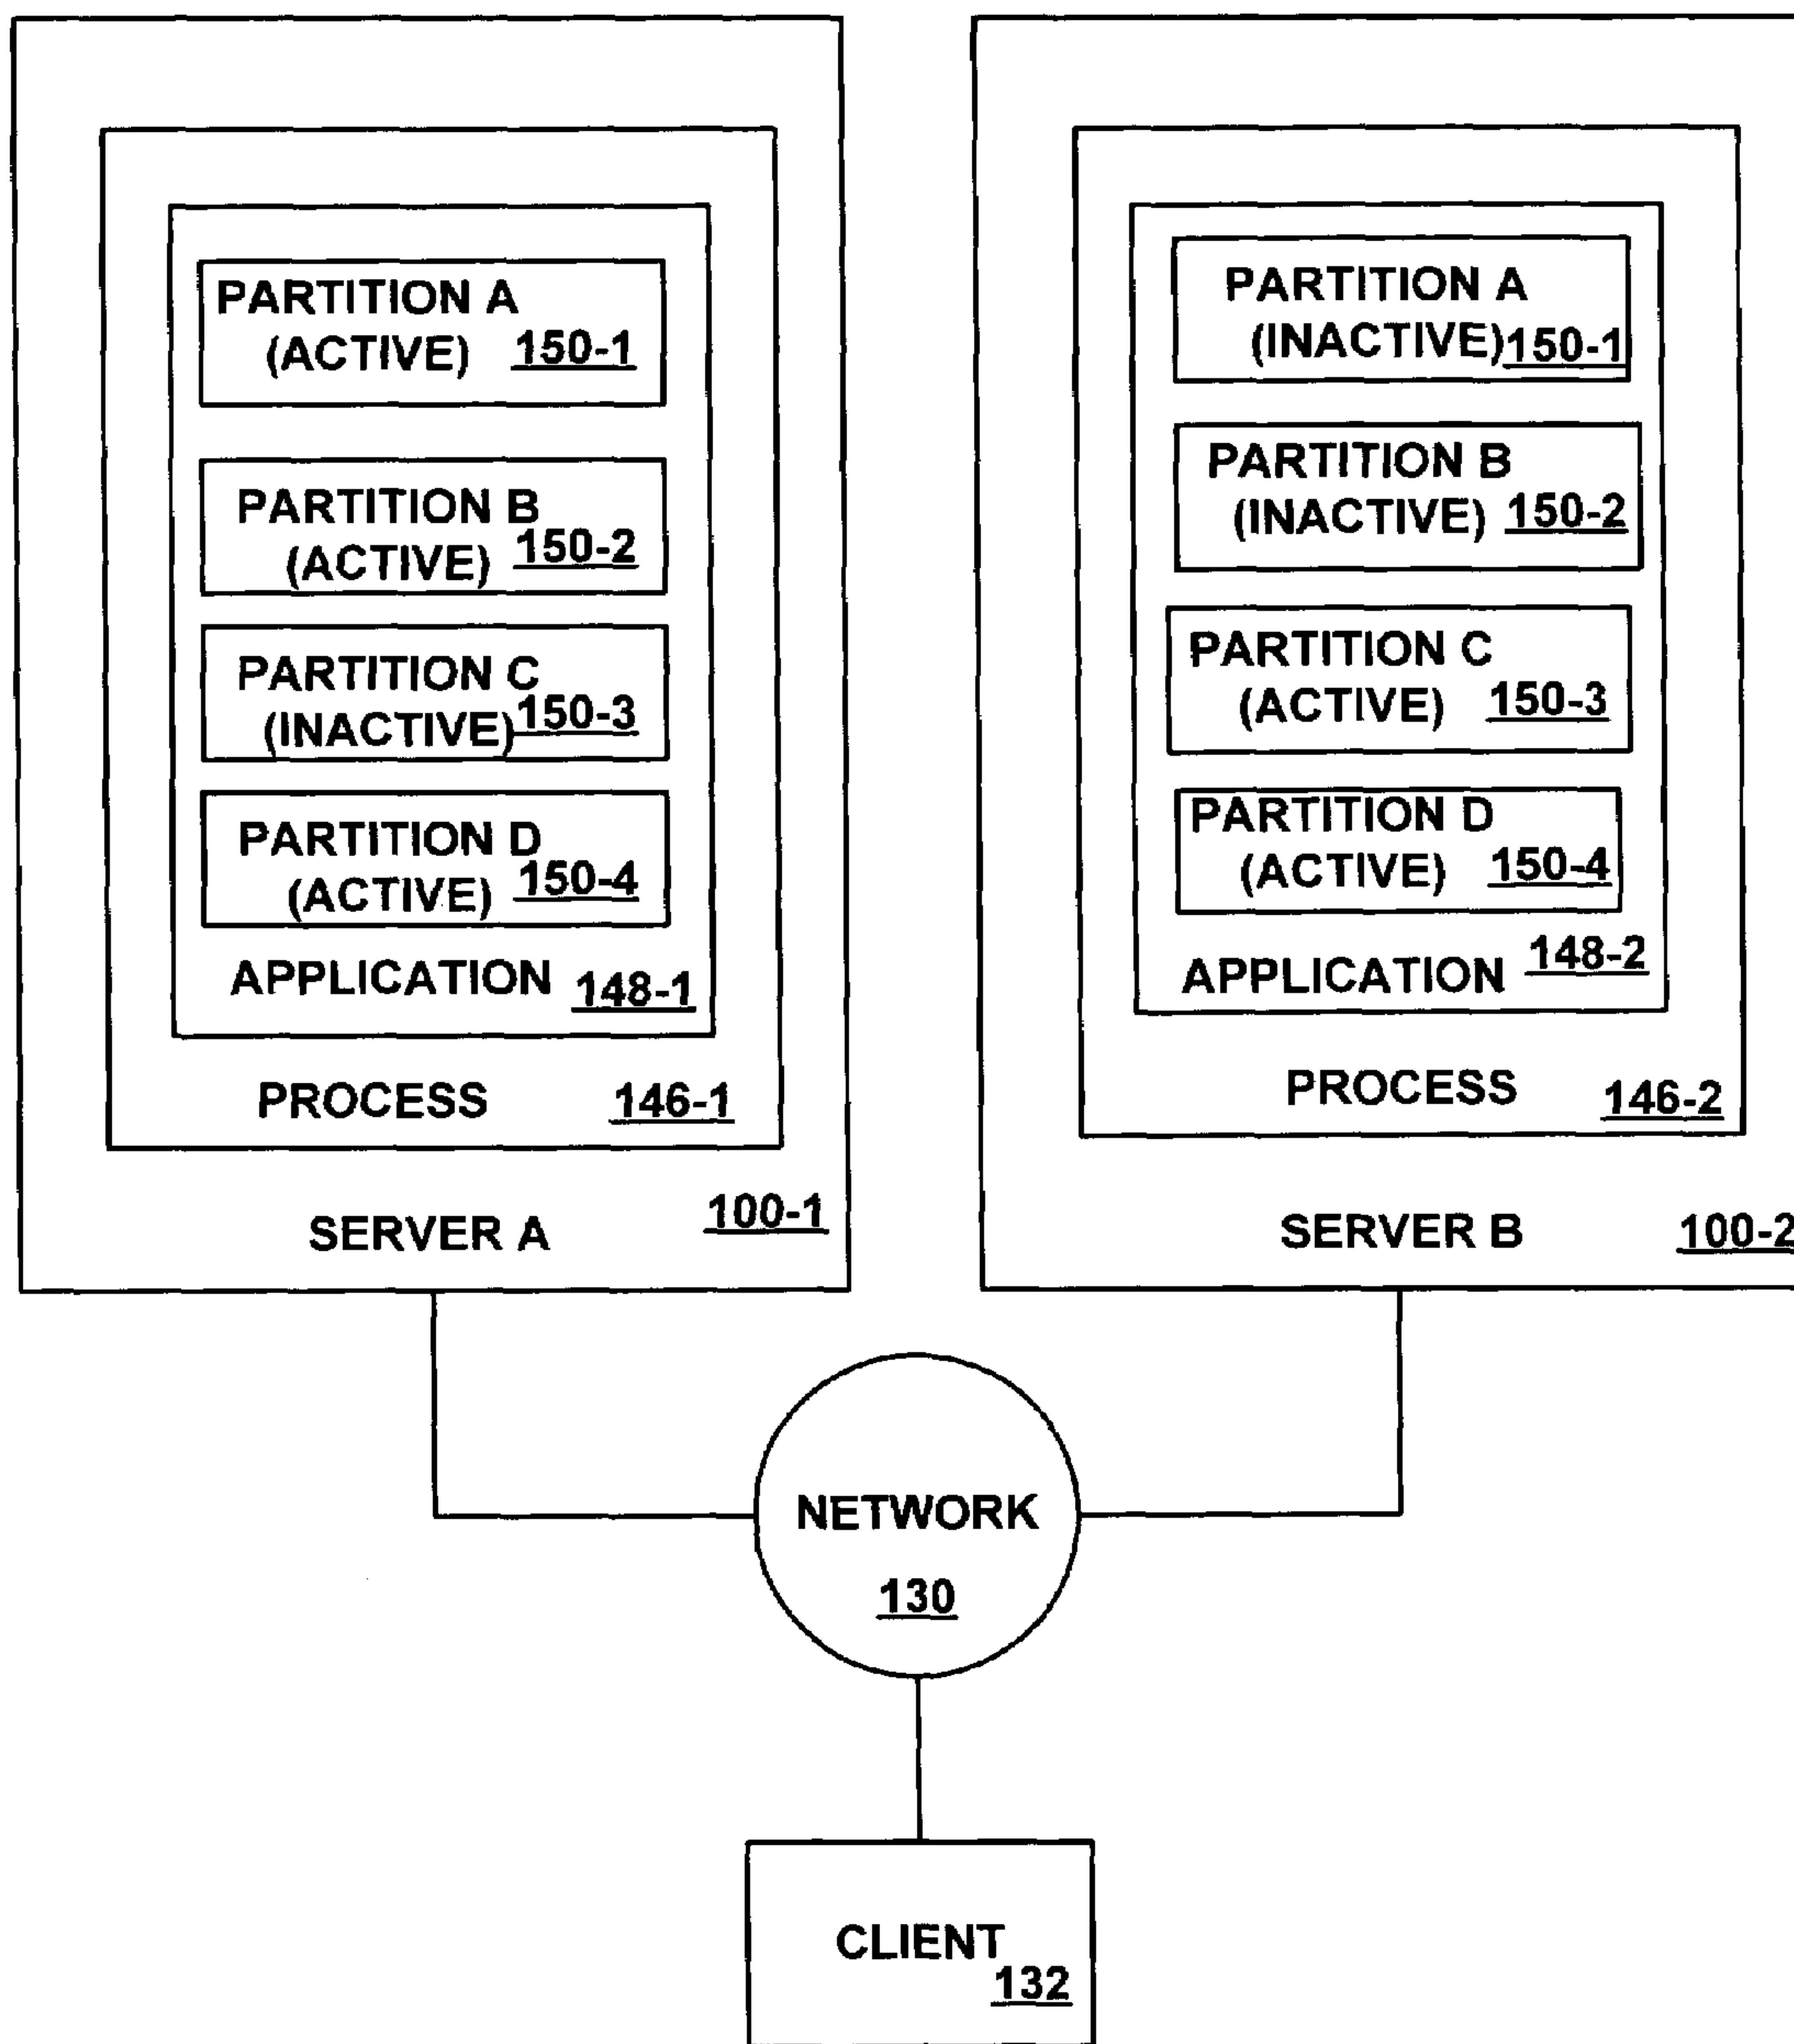 PARTITION A
(ACTIVE) 150-1
PARTITION B
(ACTIVE) 150-2
PARTITION C
(INACTIVE) 150-3
PARTITION D
(ACTIVE) 150-4
APPLICATION 148-1
PROCESS 146-1
100-1
SERVER A
PARTITION A
(INACTIVE) 150-1
PARTITION B
(INACTIVE) 150-2
PARTITION C
(ACTIVE) 150-3
PARTITION D
(ACTIVE) 150-4
APPLICATION 148-2
PROCESS 146-2
SERVER B 100-2
NETWORK
130
CLIENT
132